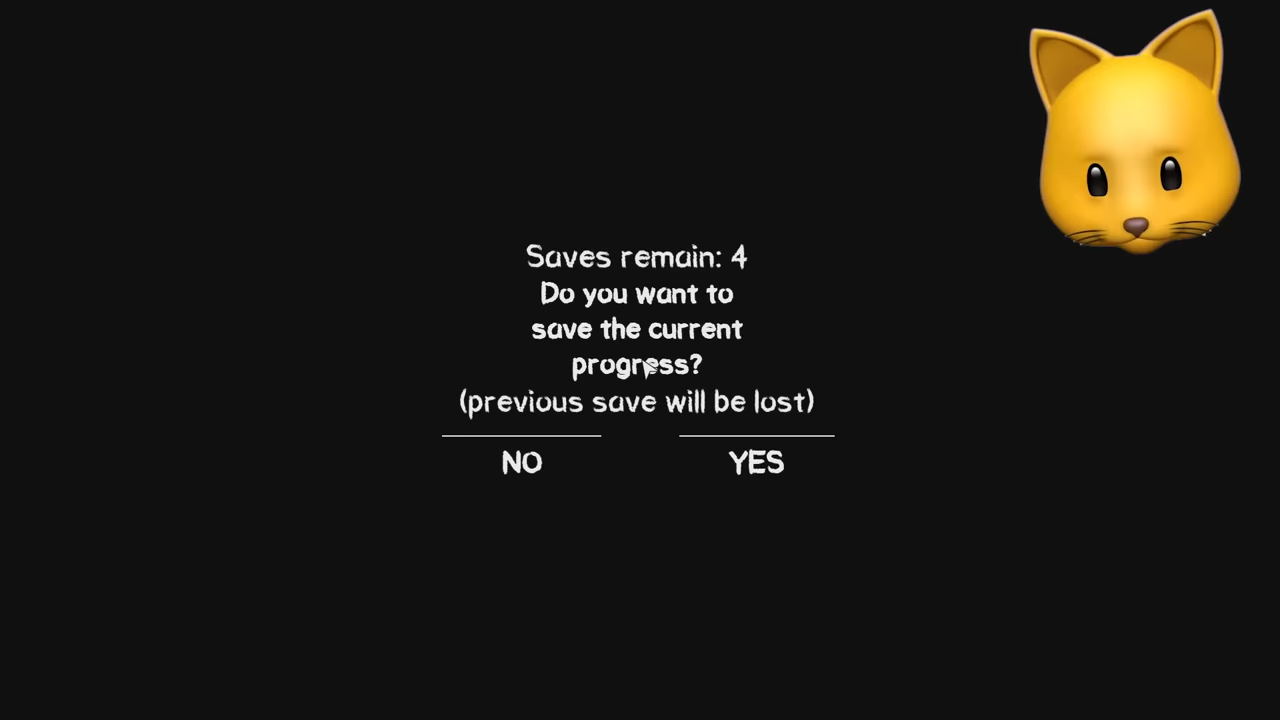 Saves remain: 4
Do you want to
save the current
progress?
(previous save will be lost)
NO
YES